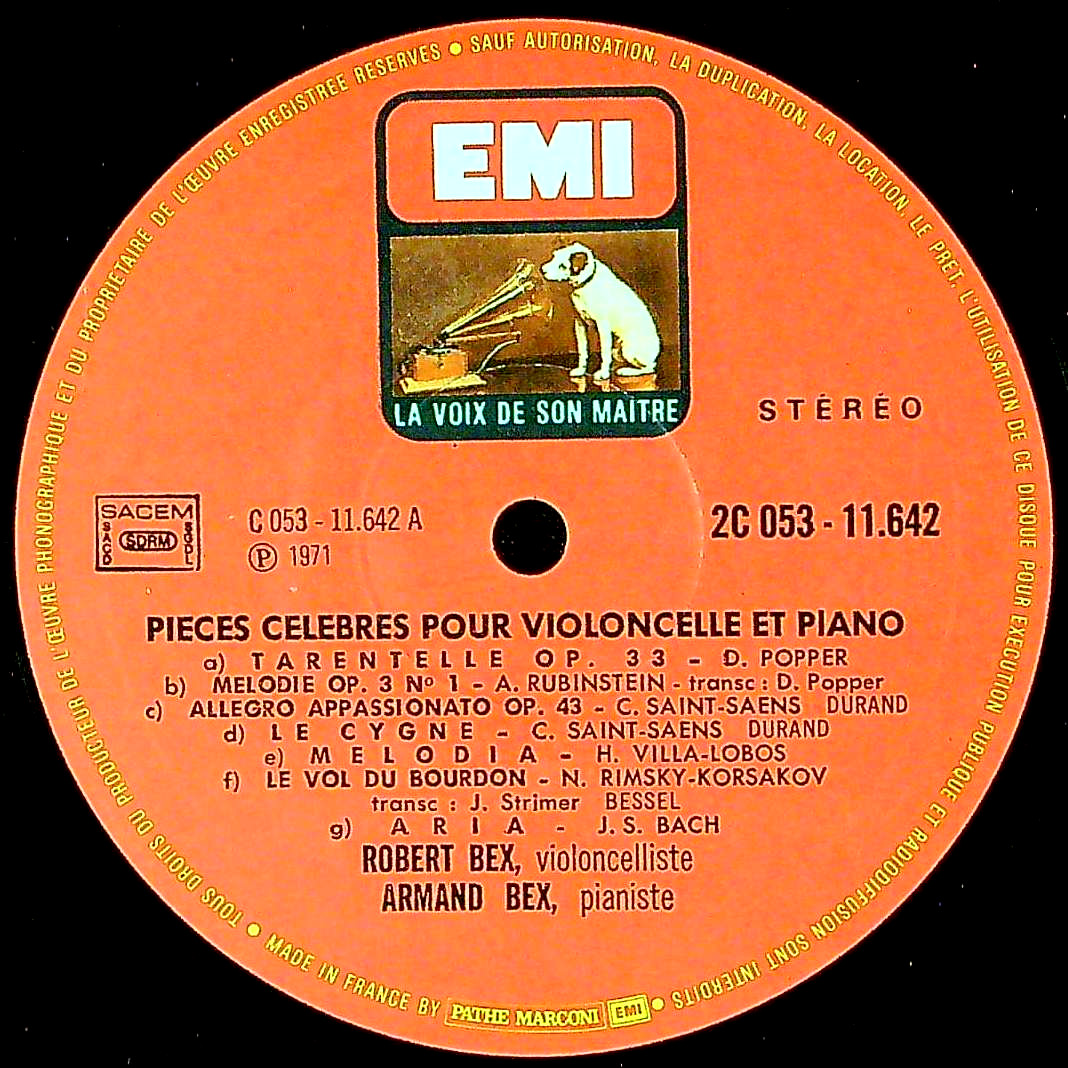 TOUS DROITS DU PRODUCTEUR DE L'ŒUVRE PHONOGRAPHIQUE ET DU PROPRIETAIRE DE L'ŒUVRE ENREGISTREE RESERVES • SAUF AUTORISATION, LA DUPLICATION, LA LOCATION, LE PRÊT, L'UTILISATION DE CE DISQUE POUR EXECUTION PUBLIQUE ET RADIODIFFUSION SONT INTERDITS •
EMI
LA VOIX DE SON MAÎTRE
STÉRÉO
SACEM
SACD SDRM SGDL
C 053 - 11.642 A
℗ 1971
2C 053 - 11.642
PIECES CELEBRES POUR VIOLONCELLE ET PIANO
a) TARENTELLE OP. 33 - D. POPPER
b) MELODIE OP. 3 Nº 1 - A. RUBINSTEIN - transc : D. Popper
c) ALLEGRO APPASSIONATO OP. 43 - C. SAINT-SAENS DURAND
d) LE CYGNE - C. SAINT-SAENS DURAND
e) MELODIA - H. VILLA-LOBOS
f) LE VOL DU BOURDON - N. RIMSKY-KORSAKOV
transc : J. Strimer BESSEL
g) ARIA - J. S. BACH
ROBERT BEX, violoncelliste
ARMAND BEX, pianiste
• MADE IN FRANCE BY PATHE MARCONI EMI